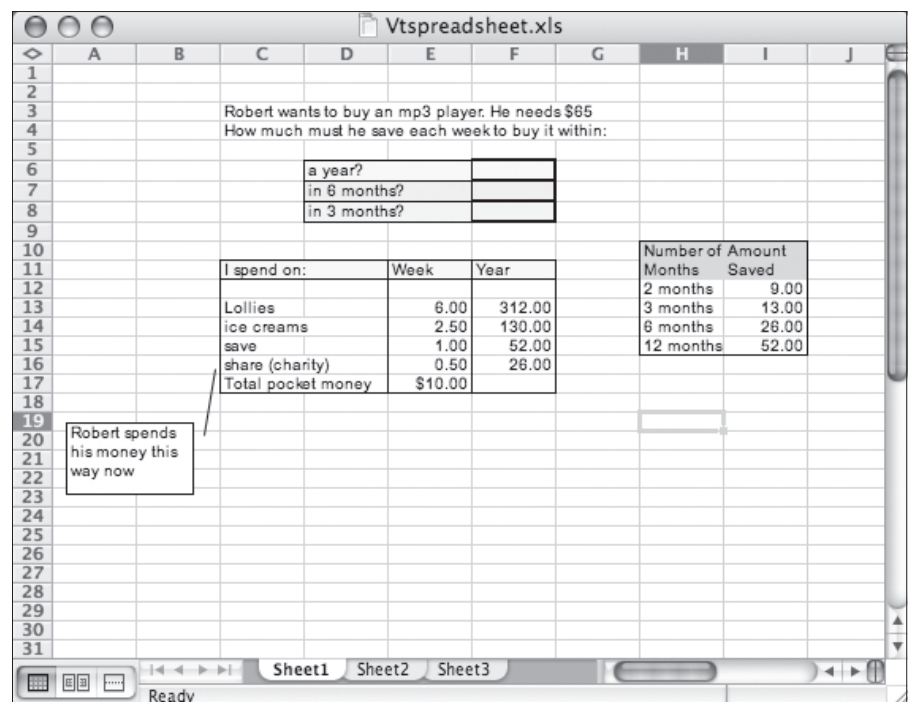 Vtspreadsheet.xls
A B C D E F G H I J
1
2
3 Robert wants to buy an mp3 player. He needs $65
4 How much must he save each week to buy it within:
5
6 a year?
7 in 6 months?
8 in 3 months?
9
10 Number of Amount
11 I spend on: Week Year Months Saved
12 2 months 9.00
13 Lollies 6.00 312.00 3 months 13.00
14 ice creams 2.50 130.00 6 months 26.00
15 save 1.00 52.00 12 months 52.00
16 share (charity) 0.50 26.00
17 Total pocket money $10.00
18
19
20 Robert spends
21 his money this
22 way now
23
24
25
26
27
28
29
30
31
Sheet1 Sheet2 Sheet3
Ready